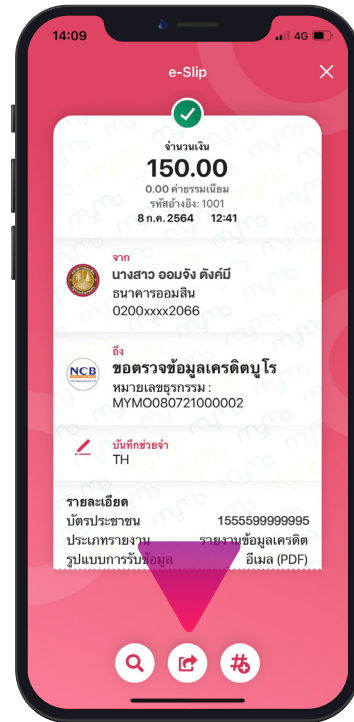 14:09
4G
e-Slip
จำนวนเงิน
150.00
0.00 ค่าธรรมเนียม
รหัสอ้างอิง: 1001
8 ก.ค. 2564 12:41
จาก
นางสาว ออมจัง ตังค์มี
ธนาคารออมสิน
0200xxxx2066
ถึง
NCB
ขอตรวจข้อมูลเครดิตบูโร
หมายเลขธุรกรรม :
MYMO080721000002
บันทึกช่วยจำ
TH
รายละเอียด
บัตรประชาชน 1555599999995
ประเภทรายงาน รายงานข้อมูลเครดิต
รูปแบบการรับข้อมูล อีเมล (PDF)